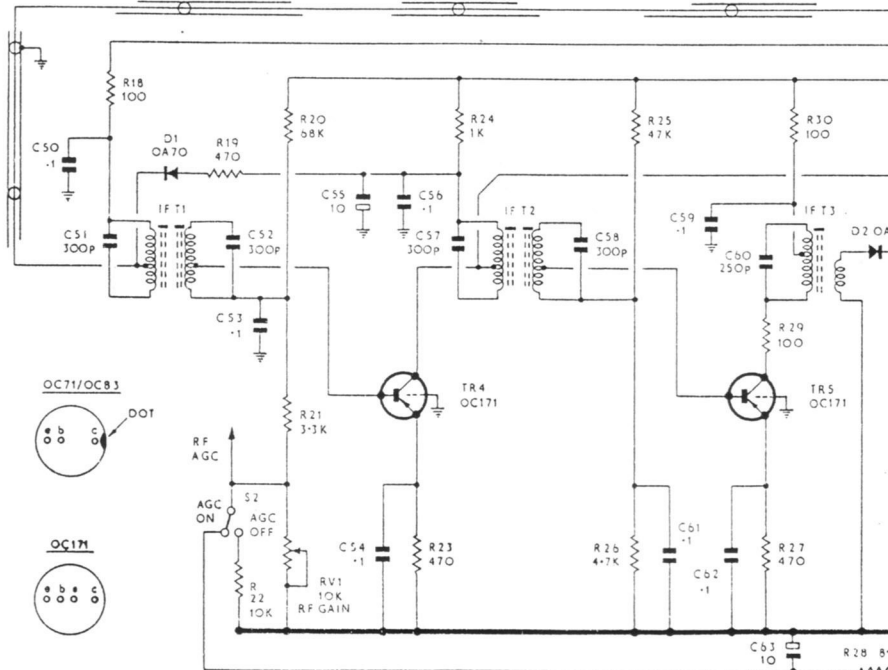 R18
100
C50
·1
D1
OA70
R19
470
R20
68K
R24
1K
R25
47K
R30
100
C55
10
C56
·1
C51
300p
IFT1
C52
300p
C57
300p
IFT2
C58
300p
C59
·1
IFT3
C60
250p
D2 OA
C53
·1
R29
100
OC71/OC83
DOT
e b c
RF
AGC
R21
3·3K
TR4
OC171
TR5
OC171
AGC
ON
S2
AGC
OFF
R
22
10K
RV1
10K
RF GAIN
C54
·1
R23
470
R26
4·7K
C61
·1
C62
·1
R27
470
OC171
e b s c
C63
10
R28